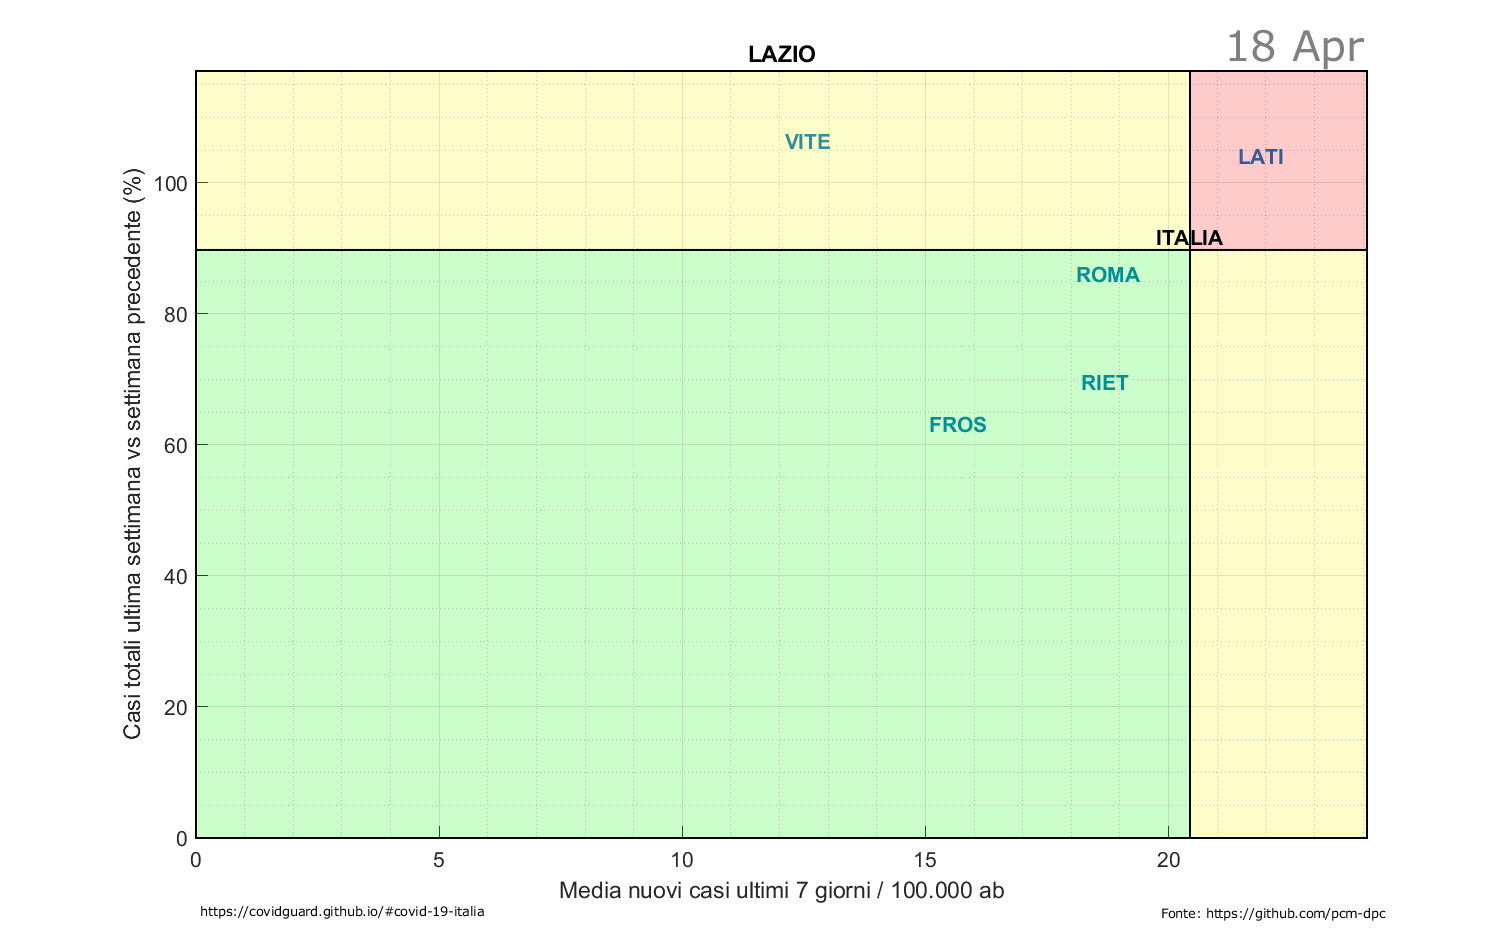 18 Apr
LAZIO
VITE
LATI
ITALIA
ROMA
RIET
FROS
Casi totali ultima settimana vs settimana precedente (%)
100
80
60
40
20
0
0 5 10 15 20
Media nuovi casi ultimi 7 giorni / 100.000 ab
https://covidguard.github.io/#covid-19-italia
Fonte: https://github.com/pcm-dpc